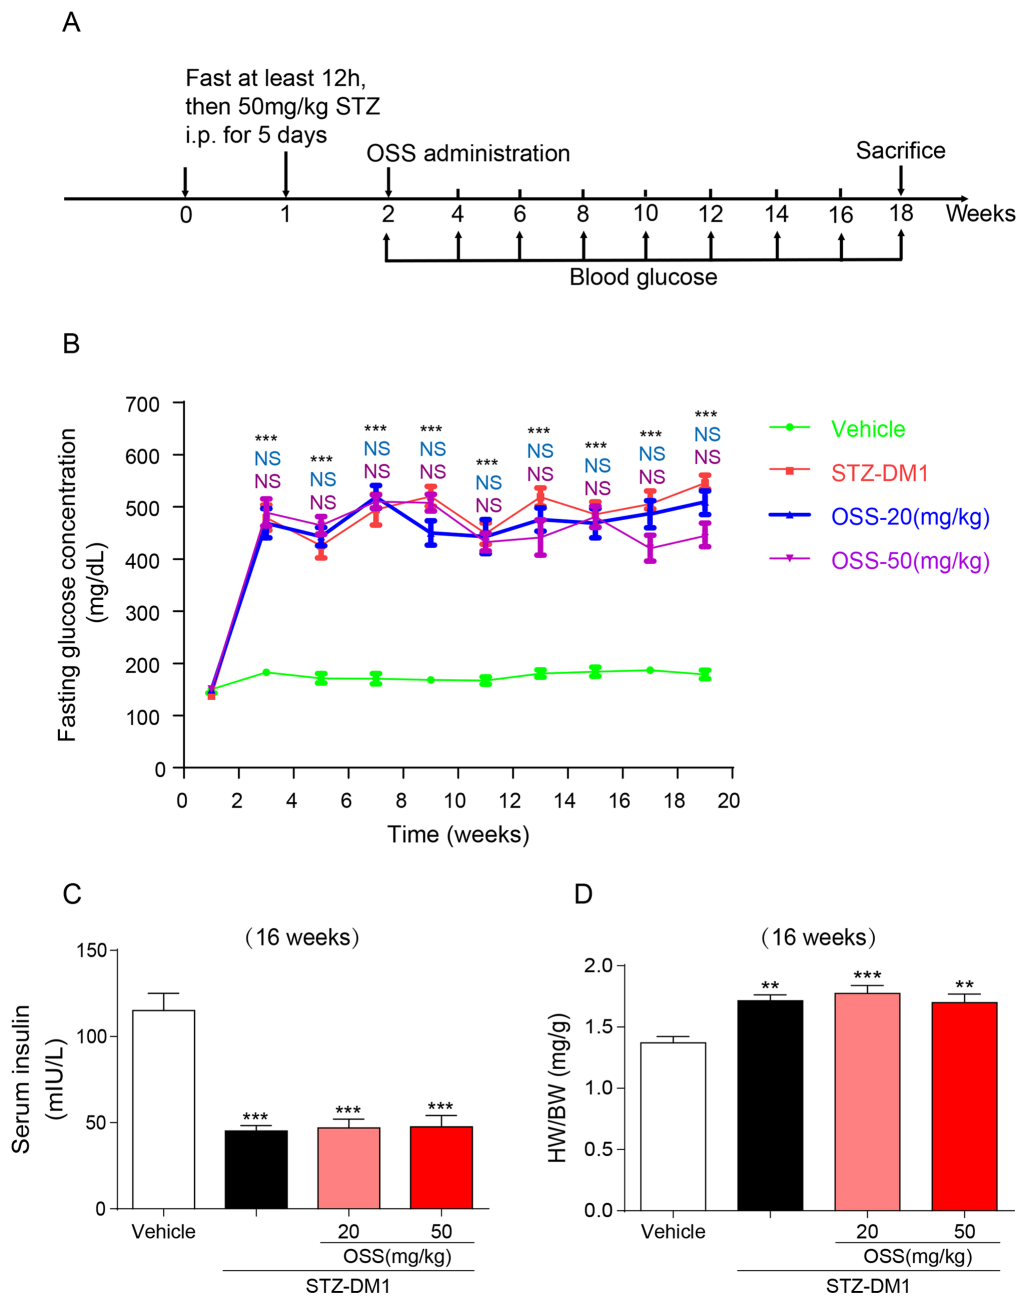 A
Fast at least 12h,
then 50mg/kg STZ
i.p. for 5 days
OSS administration
Sacrifice
0 1 2 4 6 8 10 12 14 16 18 Weeks
Blood glucose
B
Fasting glucose concentration
(mg/dL)
700
600
500
400
300
200
100
0
*** *** *** *** *** *** *** *** ***
NS NS NS NS NS NS NS NS NS
NS NS NS NS NS NS NS NS NS
0 2 4 6 8 10 12 14 16 18 20
Time (weeks)
Vehicle
STZ-DM1
OSS-20(mg/kg)
OSS-50(mg/kg)
C
(16 weeks)
Serum insulin
(mIU/L)
150
100
50
0
*** *** ***
Vehicle - 20 50
OSS(mg/kg)
STZ-DM1
D
(16 weeks)
HW/BW (mg/g)
2.0
1.5
1.0
0.5
0.0
** *** **
Vehicle - 20 50
OSS(mg/kg)
STZ-DM1